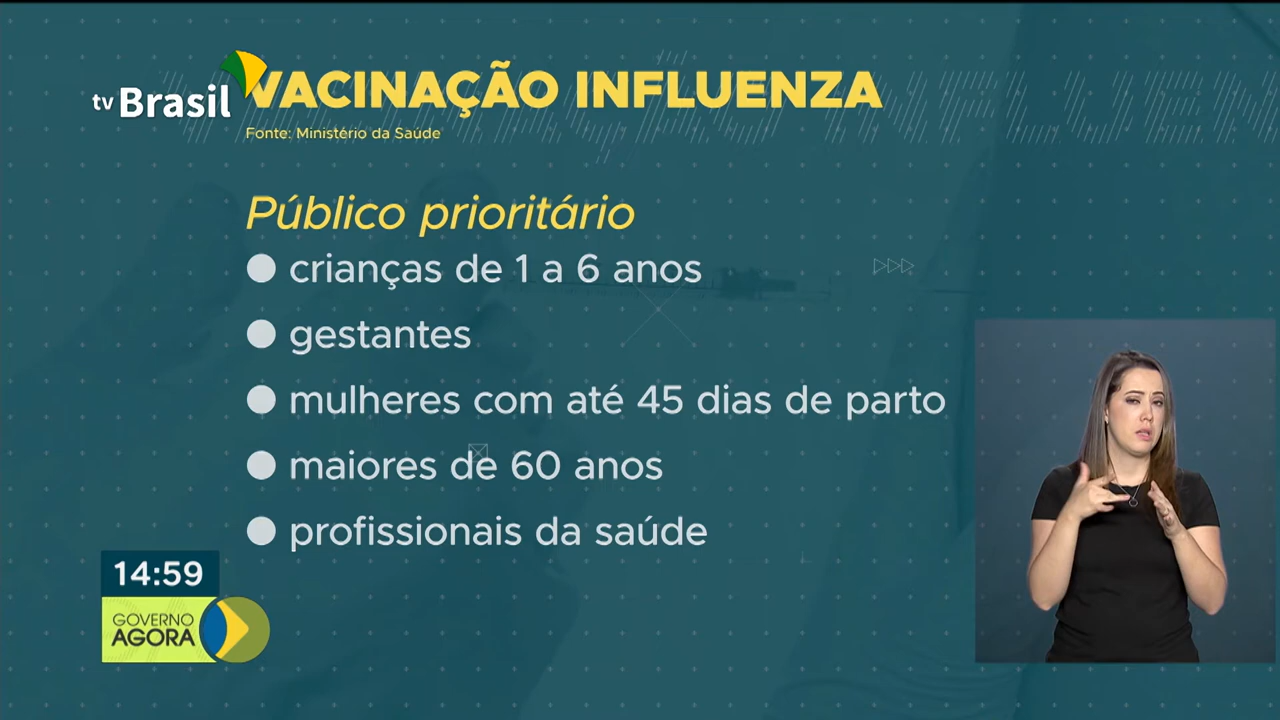 tv Brasil
VACINAÇÃO INFLUENZA
Fonte: Ministério da Saúde
Público prioritário
● crianças de 1 a 6 anos
● gestantes
● mulheres com até 45 dias de parto
● maiores de 60 anos
● profissionais da saúde
14:59
GOVERNO
AGORA